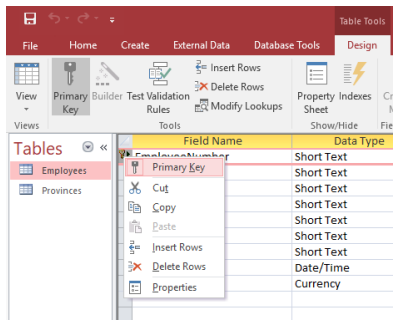 Table Tools
File Home Create External Data Database Tools Design
View Primary Key Builder Test Validation Rules Insert Rows Delete Rows Modify Lookups Property Sheet Indexes
Views Tools Show/Hide
Tables «
Employees
Provinces
Field Name Data Type
EmployeeNumber Short Text
Short Text
Short Text
Short Text
Short Text
Short Text
Short Text
Date/Time
Currency
Primary Key
Cut
Copy
Paste
Insert Rows
Delete Rows
Properties